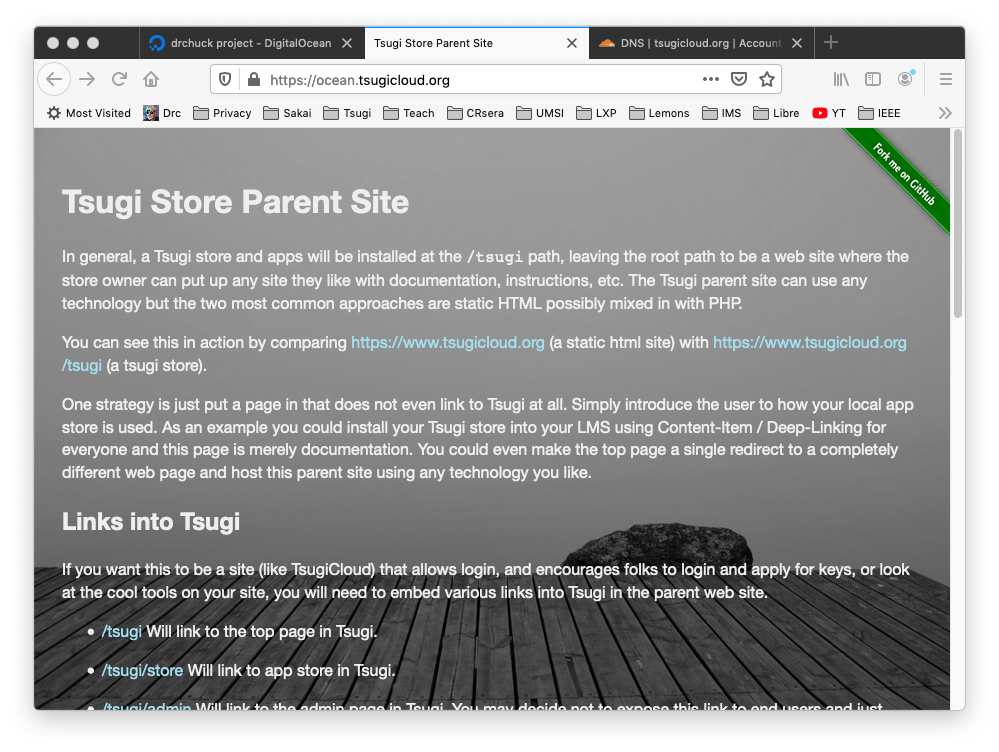 drchuck project - DigitalOcean
Tsugi Store Parent Site
DNS | tsugicloud.org | Account
https://ocean.tsugicloud.org
Most Visited
Drc
Privacy
Sakai
Tsugi
Teach
CRsera
UMSI
LXP
Lemons
IMS
Libre
YT
IEEE
Fork me on GitHub
Tsugi Store Parent Site
In general, a Tsugi store and apps will be installed at the /tsugi path, leaving the root path to be a web site where the
store owner can put up any site they like with documentation, instructions, etc. The Tsugi parent site can use any
technology but the two most common approaches are static HTML possibly mixed in with PHP.
You can see this in action by comparing https://www.tsugicloud.org (a static html site) with https://www.tsugicloud.org
/tsugi (a tsugi store).
One strategy is just put a page in that does not even link to Tsugi at all. Simply introduce the user to how your local app
store is used. As an example you could install your Tsugi store into your LMS using Content-Item / Deep-Linking for
everyone and this page is merely documentation. You could even make the top page a single redirect to a completely
different web page and host this parent site using any technology you like.
Links into Tsugi
If you want this to be a site (like TsugiCloud) that allows login, and encourages folks to login and apply for keys, or look
at the cool tools on your site, you will need to embed various links into Tsugi in the parent web site.
• /tsugi Will link to the top page in Tsugi.
• /tsugi/store Will link to app store in Tsugi.
• /tsugi/admin Will link to the admin page in Tsugi. You may decide not to expose this link to end users and just